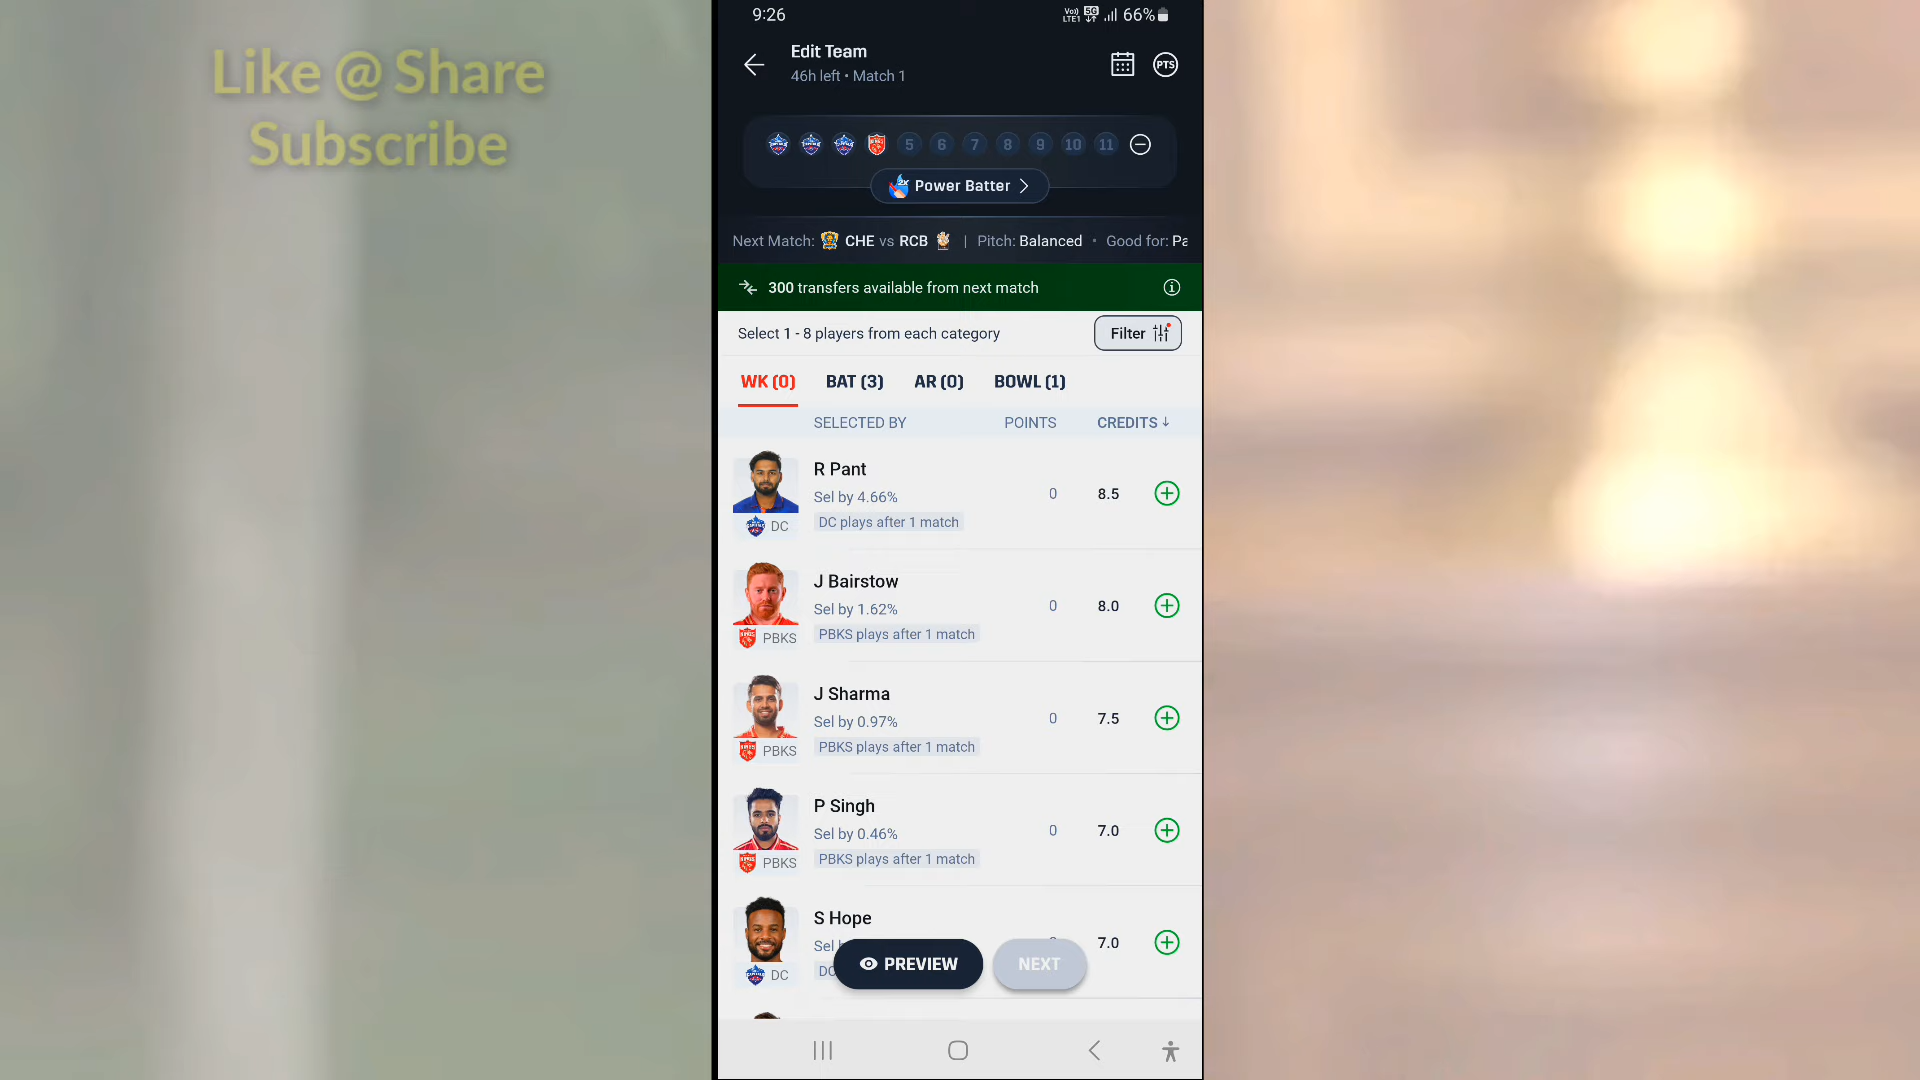 Like @ Share
Subscribe
9:26
Vo)) LTE1 5G 66%
Edit Team
46h left • Match 1
PTS
5 6 7 8 9 10 11
2X Power Batter
Next Match: CHE vs RCB | Pitch: Balanced • Good for: Pa
300 transfers available from next match
Select 1 - 8 players from each category
Filter
WK (0) BAT (3) AR (0) BOWL (1)
SELECTED BY POINTS CREDITS ↓
R Pant
Sel by 4.66% 0 8.5
DC plays after 1 match
DC
J Bairstow
Sel by 1.62% 0 8.0
PBKS plays after 1 match
PBKS
J Sharma
Sel by 0.97% 0 7.5
PBKS plays after 1 match
PBKS
P Singh
Sel by 0.46% 0 7.0
PBKS plays after 1 match
PBKS
S Hope
Sel 7.0
DC
DC
PREVIEW NEXT